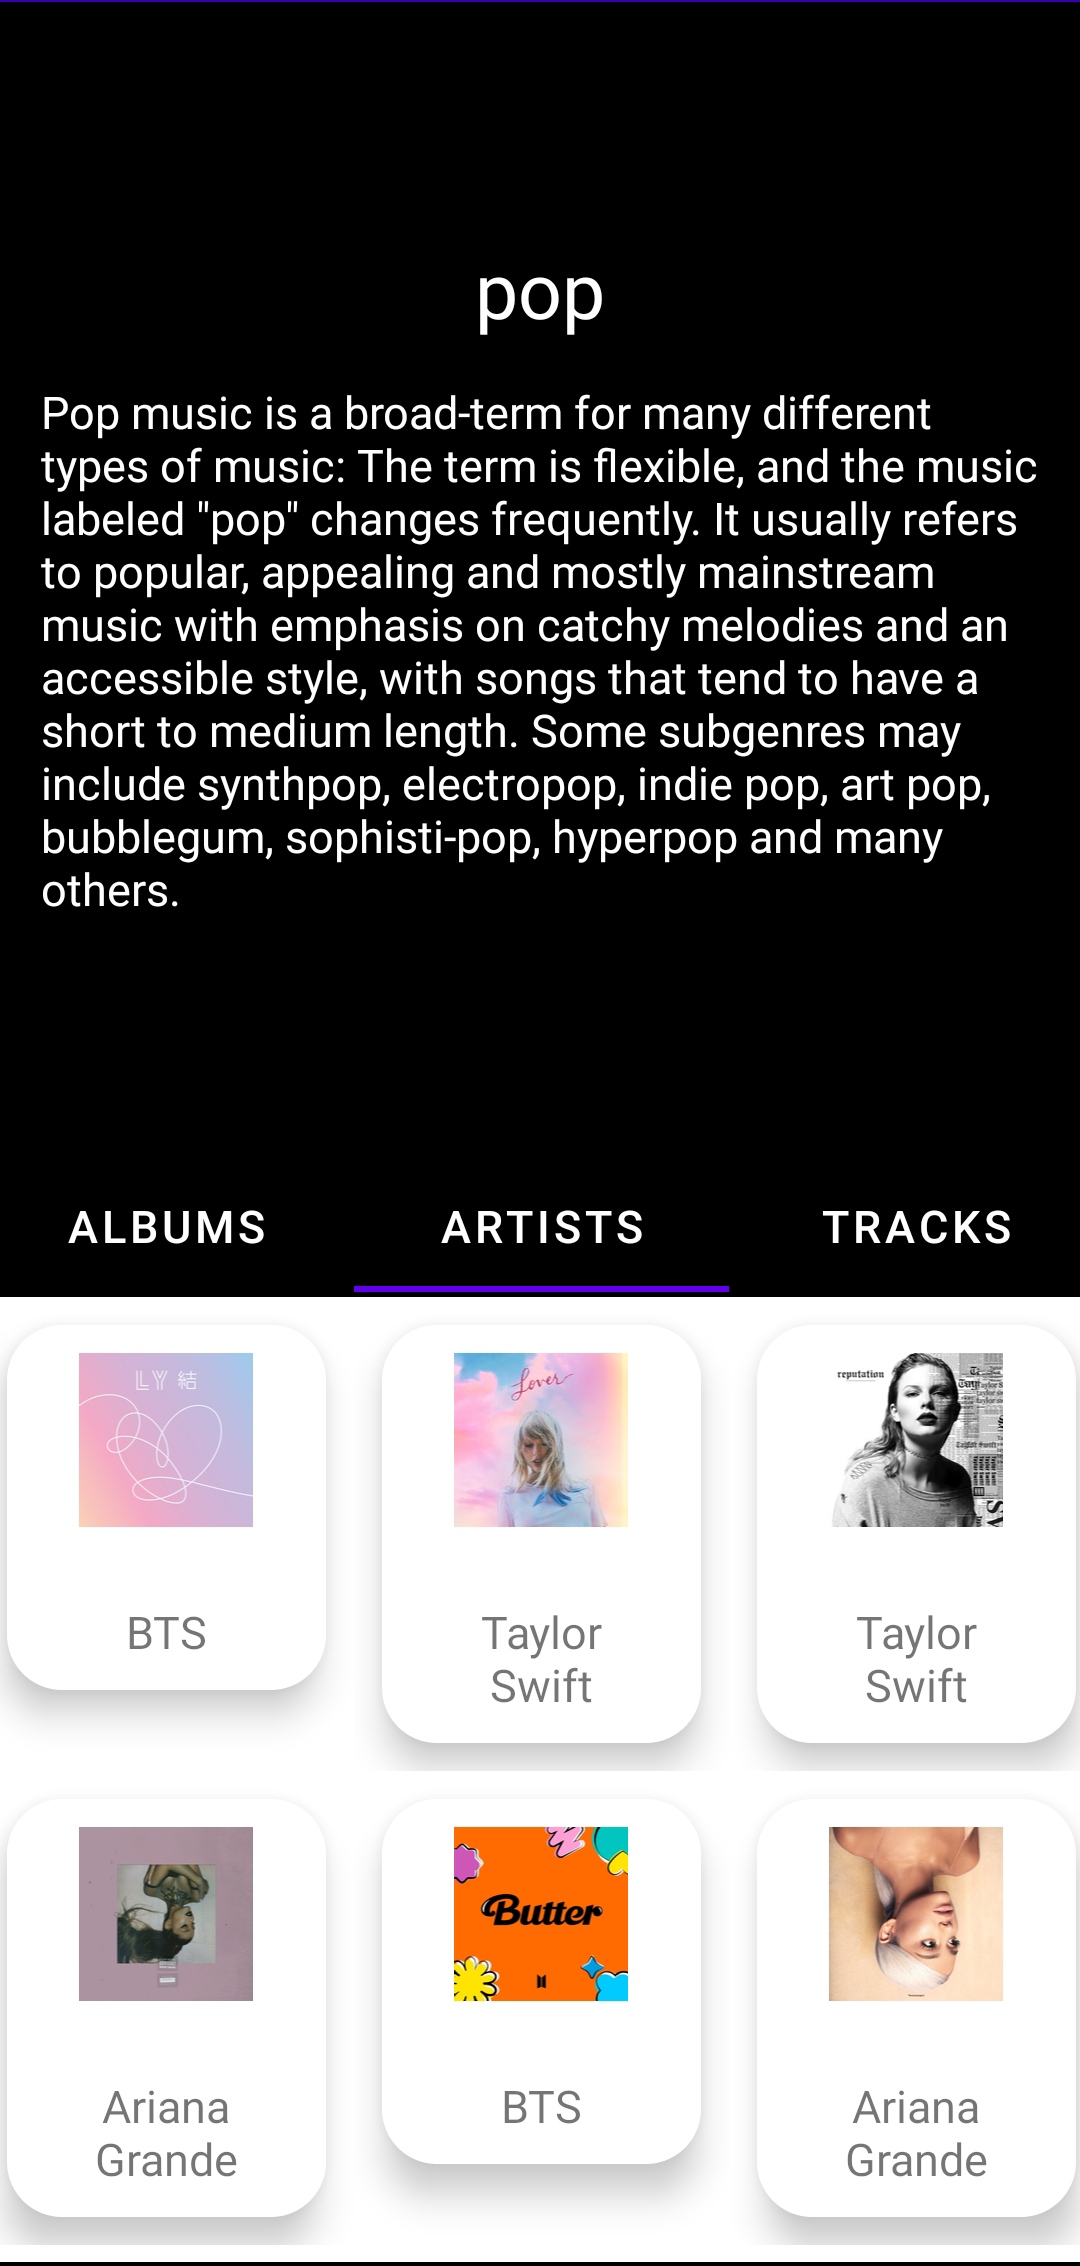 pop
Pop music is a broad-term for many different
types of music: The term is flexible, and the music
labeled "pop" changes frequently. It usually refers
to popular, appealing and mostly mainstream
music with emphasis on catchy melodies and an
accessible style, with songs that tend to have a
short to medium length. Some subgenres may
include synthpop, electropop, indie pop, art pop,
bubblegum, sophisti-pop, hyperpop and many
others.
ALBUMS ARTISTS TRACKS
LY 結
Lover
reputation
BTS
Taylor
Swift
Taylor
Swift
Butter
Ariana
Grande
BTS
Ariana
Grande